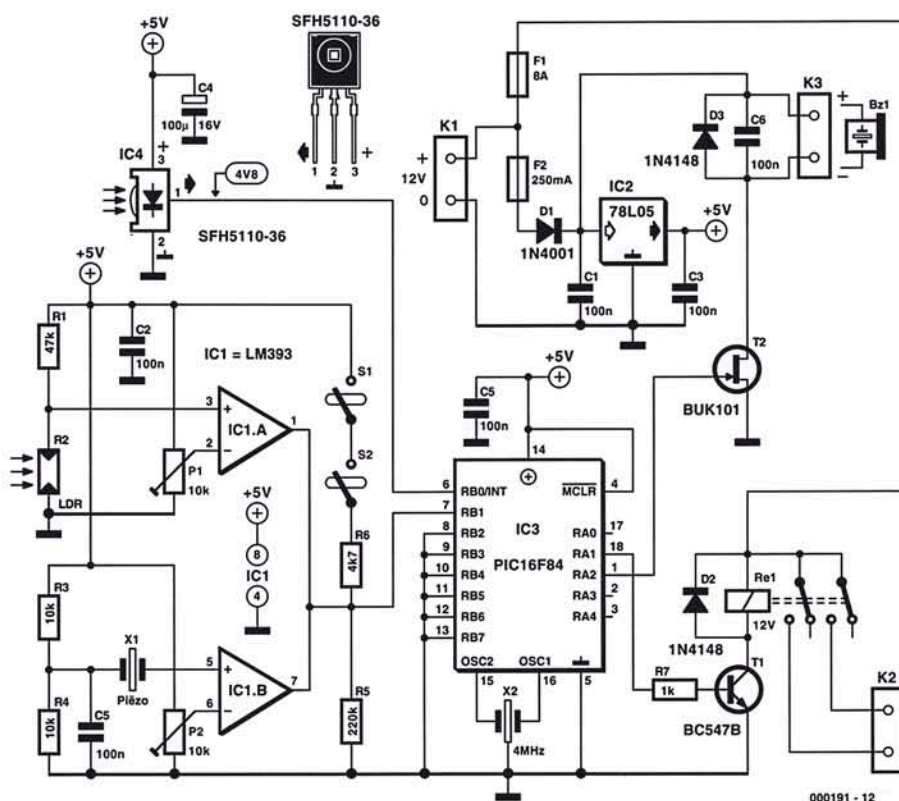 SFH5110-36
+5V
C4
100µ 16V
IC4
3
+
1
2
4V8
SFH5110-36
1 2 3
+
F1
8A
K1
+
12V
0
F2
250mA
D1
1N4001
IC2
78L05
+5V
C1
100n
C3
100n
D3
1N4148
C6
100n
K3
+
Bz1
–
T2
BUK101
+5V
R1
47k
C2
100n
IC1 = LM393
3
+
2
–
IC1.A
1
R2
LDR
P1
10k
S1
S2
R6
4k7
+5V
8
IC1
4
R3
10k
R4
10k
X1
Piëzo
C5
100n
5
+
6
–
IC1.B
7
P2
10k
R5
220k
+5V
C5
100n
14
+
6 RB0/INT
7 RB1
8 RB2
9 RB3
10 RB4
11 RB5
12 RB6
13 RB7
IC3
PIC16F84
MCLR 4
RA0 17
RA1 18
RA2 1
RA3 2
RA4 3
OSC2 OSC1
15 16 5
X2
4MHz
R7
1k
D2
1N4148
Re1
12V
T1
BC547B
K2
000191 - 12